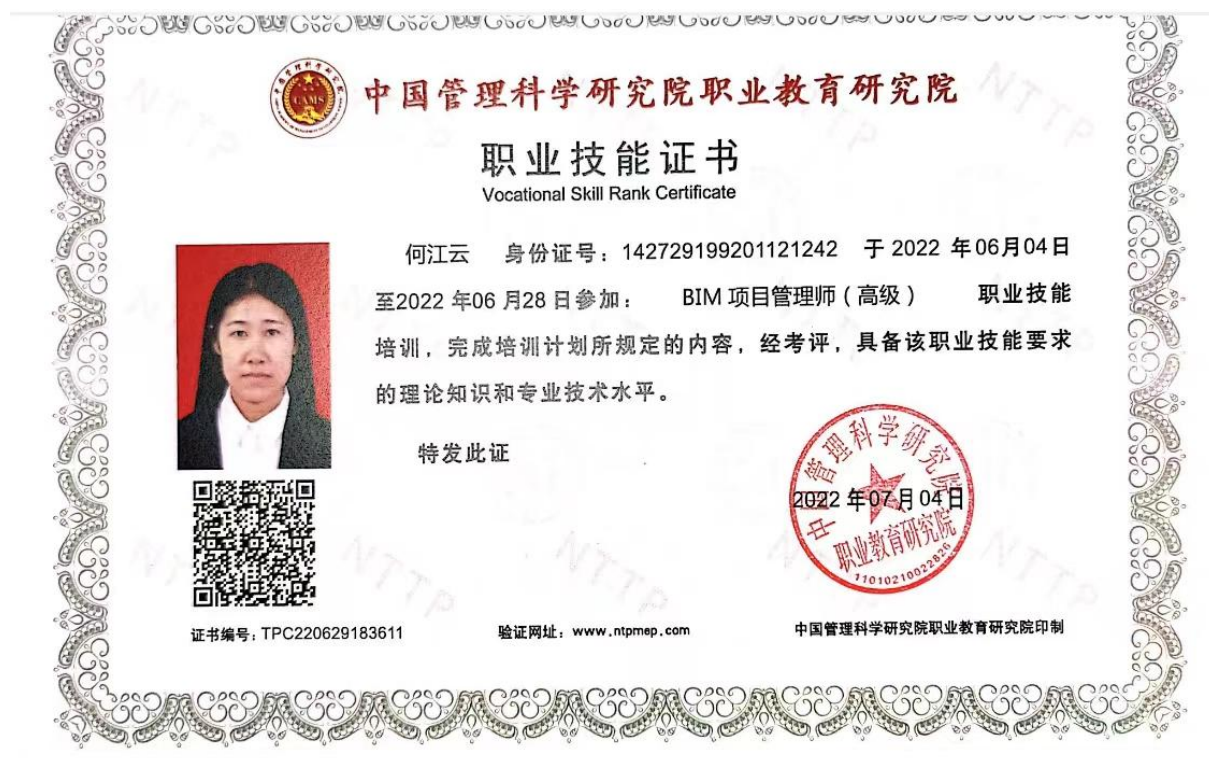 中国管理科学研究院职业教育研究院
CAMS
职业技能证书
Vocational Skill Rank Certificate
何江云 身份证号：142729199201121242 于 2022 年06月04日
至2022 年06 月28 日参加： BIM 项目管理师（高级） 职业技能
培训，完成培训计划所规定的内容，经考评，具备该职业技能要求
的理论知识和专业技术水平。
特发此证
中国管理科学研究院
2022 年07月04日
职业教育研究院
11010210022826
证书编号：TPC220629183611 验证网址：www.ntpmep.com 中国管理科学研究院职业教育研究院印制
NTTP